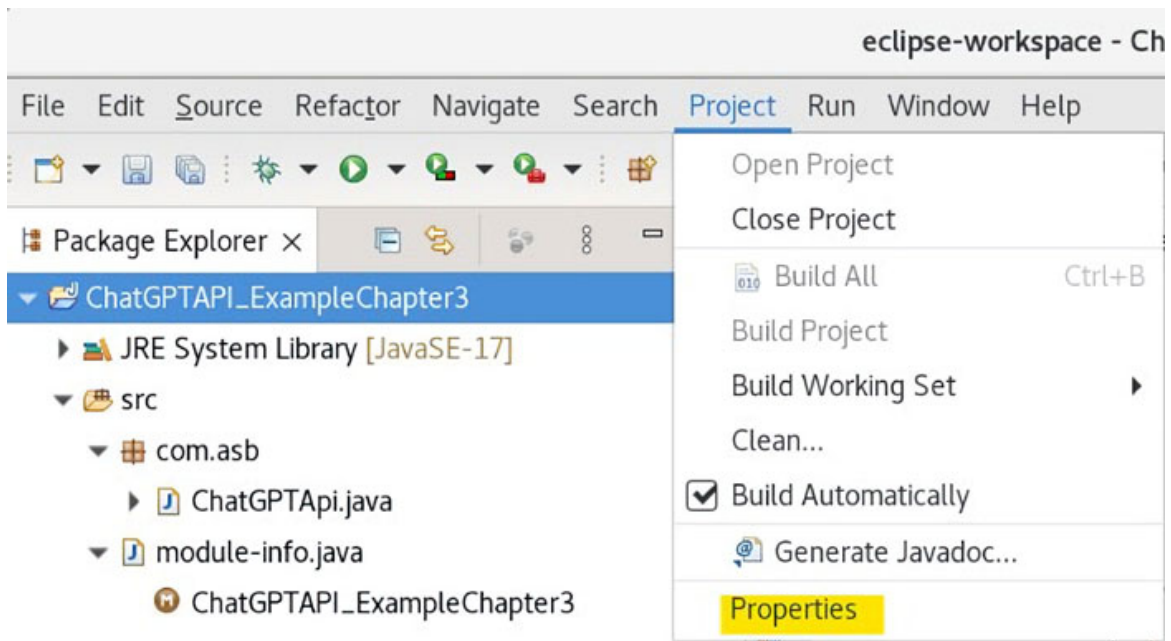 eclipse-workspace - Ch
File Edit Source Refactor Navigate Search Project Run Window Help
Package Explorer
ChatGPTAPI_ExampleChapter3
JRE System Library [JavaSE-17]
src
com.asb
ChatGPTApi.java
module-info.java
ChatGPTAPI_ExampleChapter3
Open Project
Close Project
Build All Ctrl+B
Build Project
Build Working Set
Clean...
Build Automatically
Generate Javadoc...
Properties